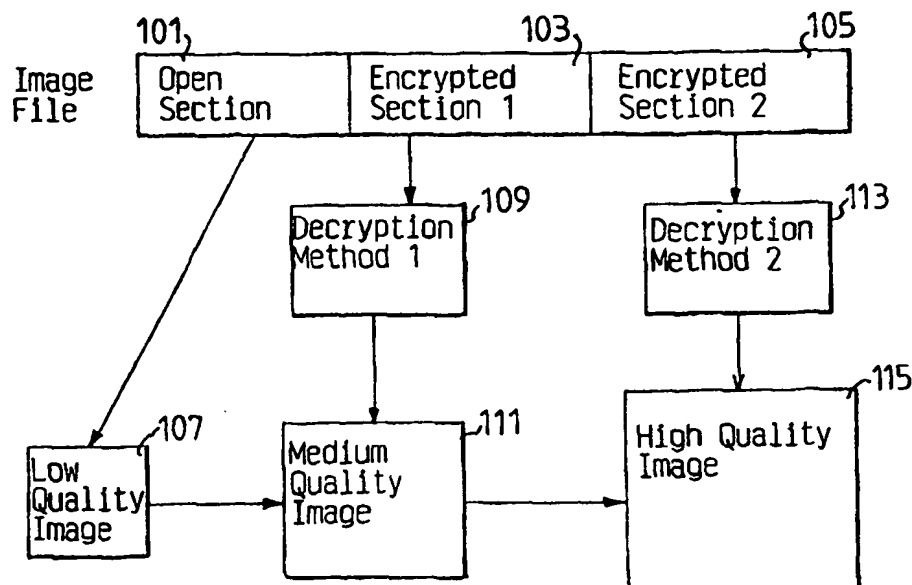 101
103
105
Image
File
Open
Section
Encrypted
Section 1
Encrypted
Section 2
109
113
Decryption
Method 1
Decryption
Method 2
107
111
115
Low
Quality
Image
Medium
Quality
Image
High Quality
Image